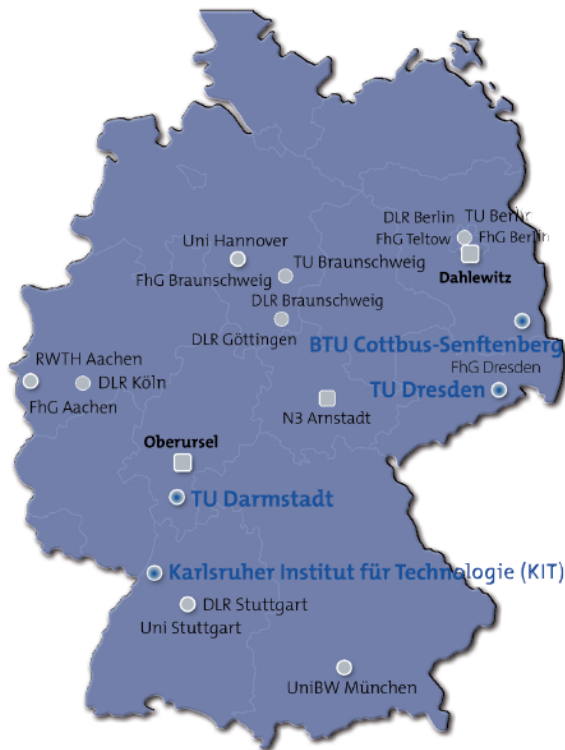 DLR Berlin TU Berlin
FhG Teltow FhG Berlin
Dahlewitz
Uni Hannover
TU Braunschweig
FhG Braunschweig
DLR Braunschweig
DLR Göttingen
BTU Cottbus-Senftenberg
FhG Dresden
TU Dresden
RWTH Aachen
DLR Köln
FhG Aachen
N3 Arnstadt
Oberursel
TU Darmstadt
Karlsruher Institut für Technologie (KIT)
DLR Stuttgart
Uni Stuttgart
UniBW München